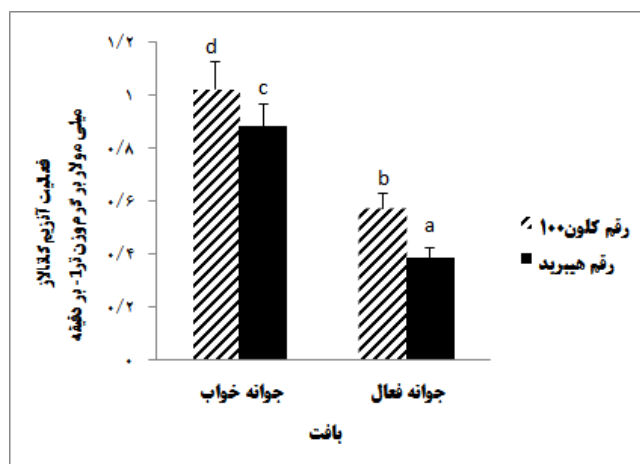 فعالیت آنزیم کاتالاز
میلی مولار بر گرم وزن تر1- بر دقیقه
۱/۲
۱
۰/۸
۰/۶
۰/۴
۰/۲
۰
d
c
b
a
جوانه خواب
جوانه فعال
بافت
رقم کلون۱۰۰
رقم هیبرید